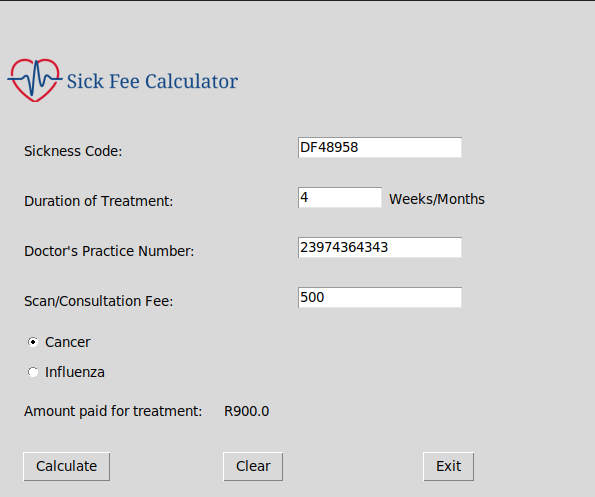 Sick Fee Calculator
Sickness Code: DF48958
Duration of Treatment: 4 Weeks/Months
Doctor's Practice Number: 23974364343
Scan/Consultation Fee: 500
Cancer
Influenza
Amount paid for treatment: R900.0
Calculate Clear Exit